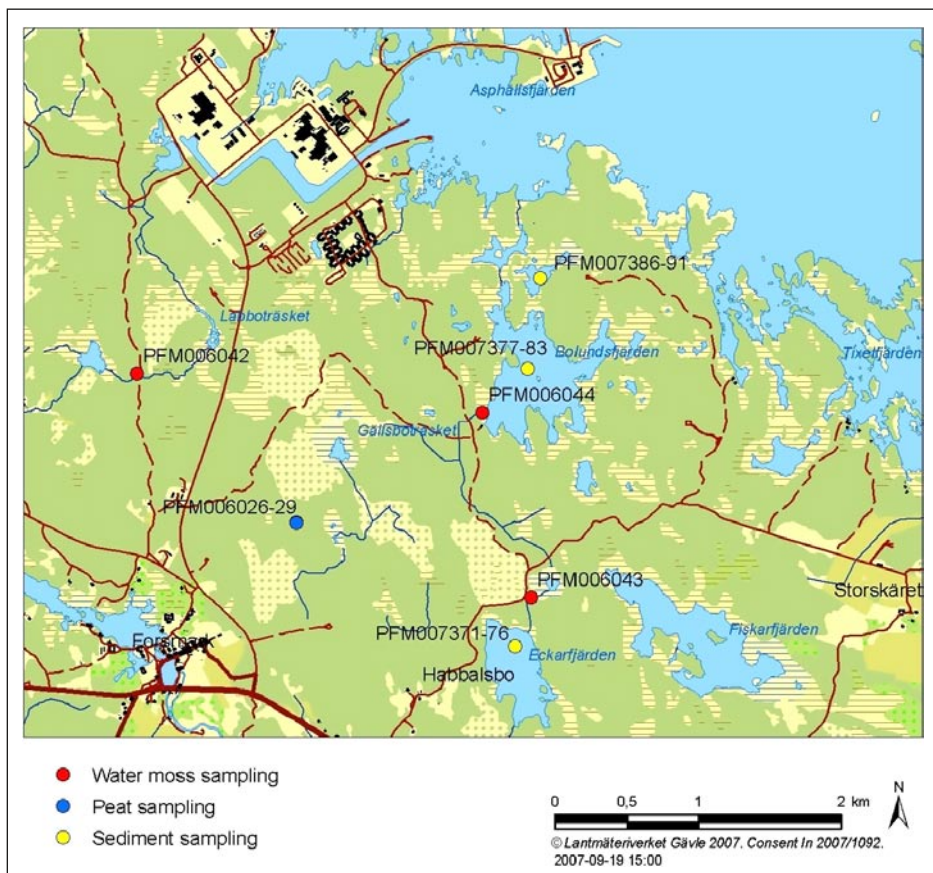 Asphällsfjärden
PFM007386-91
Labboträsket
PFM006042
PFM007377-83
Bolundsfjärden
Tixelfjärden
PFM006044
Gällsboträsket
PFM006026-29
PFM006043
Storskäret
Forsmark
PFM007371-76
Fiskarfjärden
Eckarfjärden
Habbalsbo
Water moss sampling
Peat sampling
Sediment sampling
0 0,5 1 2 km
N
© Lantmäteriverket Gävle 2007. Consent In 2007/1092.
2007-09-19 15:00